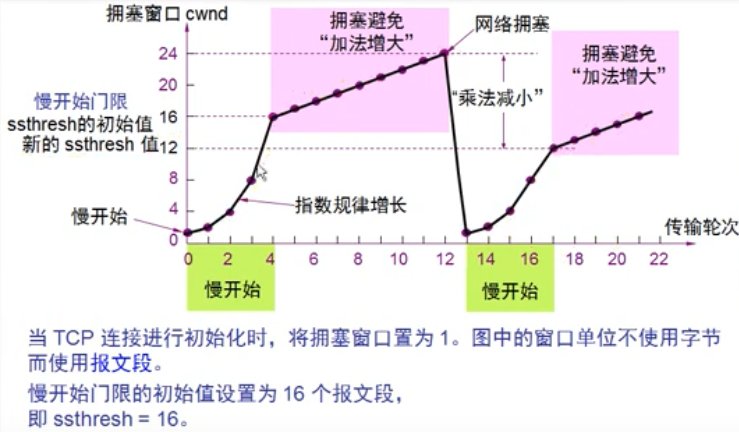 拥塞窗口 cwnd
拥塞避免
“加法增大”
网络拥塞
拥塞避免
“加法增大”
24
20
“乘法减小”
慢开始门限
ssthresh的初始值
16
新的 ssthresh 值
12
8
指数规律增长
4
慢开始
传输轮次
0
0 2 4 6 8 10 12 14 16 18 20 22
慢开始
慢开始
当 TCP 连接进行初始化时，将拥塞窗口置为 1。图中的窗口单位不使用字节
而使用报文段。
慢开始门限的初始值设置为 16 个报文段，
即 ssthresh = 16。